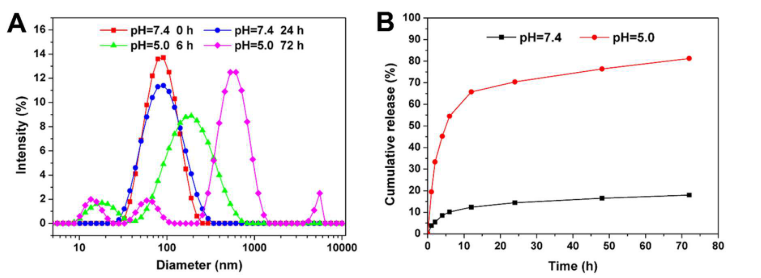 A
pH=7.4 0 h
pH=7.4 24 h
pH=5.0 6 h
pH=5.0 72 h
Intensity (%)
16
14
12
10
8
6
4
2
0
10 100 1000 10000
Diameter (nm)
B
pH=7.4
pH=5.0
Cumulative release (%)
100
90
80
70
60
50
40
30
20
10
0
0 10 20 30 40 50 60 70 80
Time (h)